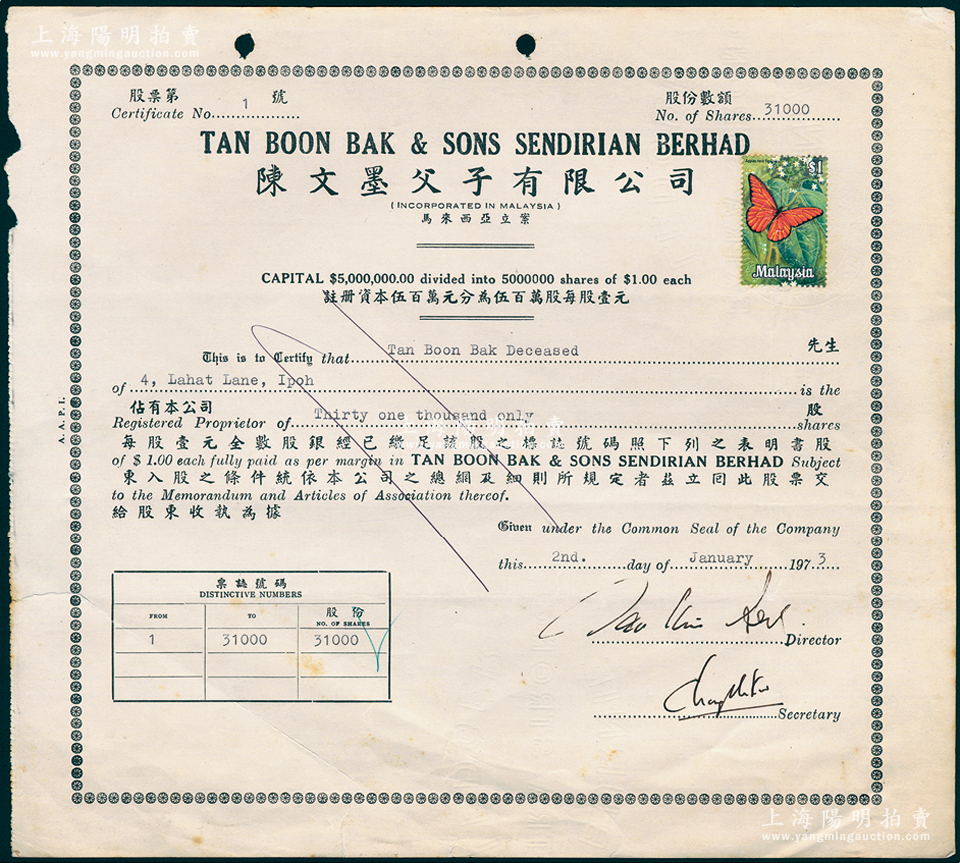 上海陽明拍賣
www.yangmingauction.com
股票第 號
Certificate No. 1
股份數額
No. of Shares 31000
TAN BOON BAK & SONS SENDIRIAN BERHAD
陳文墨父子有限公司
(INCORPORATED IN MALAYSIA)
馬來西亞立案
$1
Malaysia
CAPITAL $5,000,000.00 divided into 5000000 shares of $1.00 each
註册資本伍百萬元分為伍百萬股每股壹元
This is to Certify that Tan Boon Bak Deceased 先生
of 4, Lahat Lane, Ipoh is the
佔有本公司 股
Registered Proprietor of Thirty one thousand only shares
每股壹元全數股銀經已繳足該股之標誌號碼照下列之表明書股
of $ 1.00 each fully paid as per margin in TAN BOON BAK & SONS SENDIRIAN BERHAD Subject
東入股之條件統依本公司之總綱及細則所規定者茲立囘此股票交
to the Memorandum and Articles of Association thereof.
給股東收執為據
Given under the Common Seal of the Company
this 2nd. day of January 1973
A.A.P.I.
票誌號碼
DISTINCTIVE NUMBERS
FROM TO 股份
NO. OF SHARES
1 31000 31000
Director
Secretary
上海陽明拍賣
上海陽明拍賣
www.yangmingauction.com